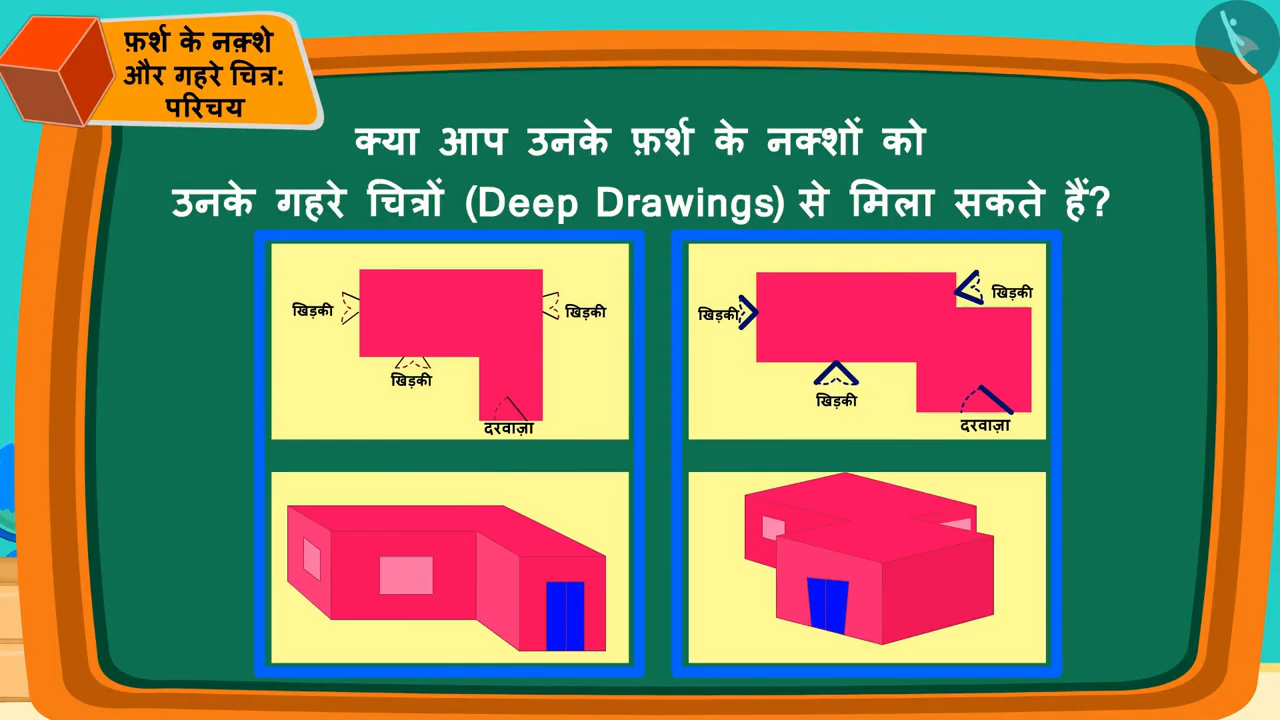 फ़र्श के नक़्शे
और गहरे चित्र:
परिचय
क्या आप उनके फ़र्श के नक्शों को
उनके गहरे चित्रों (Deep Drawings) से मिला सकते हैं?
खिड़की
खिड़की
खिड़की
दरवाज़ा
खिड़की
खिड़की
खिड़की
दरवाज़ा